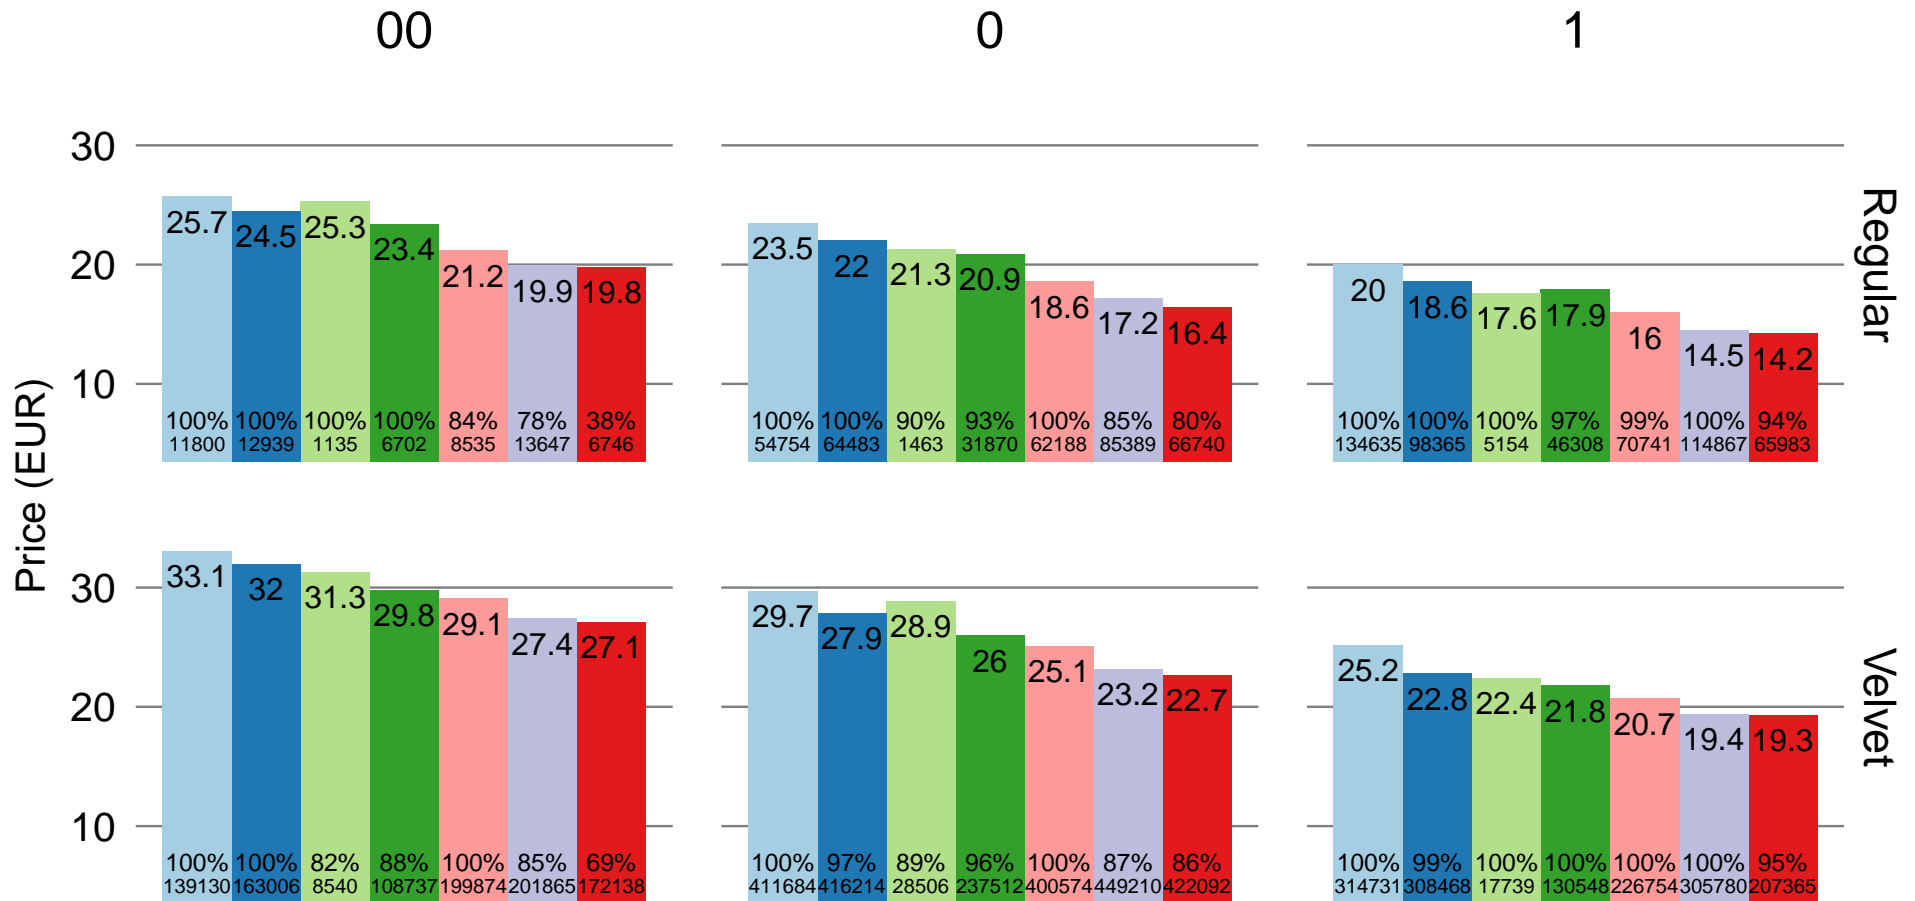 00 0 1
30
25.7 24.5 25.3 23.4 21.2 19.9 19.8
23.5 22 21.3 20.9 18.6 17.2 16.4
20 18.6 17.6 17.9 16 14.5 14.2
20
10
100% 100% 100% 100% 84% 78% 38%
11800 12939 1135 6702 8535 13647 6746
100% 100% 90% 93% 100% 85% 80%
54754 64483 1463 31870 62188 85389 66740
100% 100% 100% 97% 99% 100% 94%
134635 98365 5154 46308 70741 114867 65983
Regular
Price (EUR)
30
33.1 32 31.3 29.8 29.1 27.4 27.1
29.7 27.9 28.9 26 25.1 23.2 22.7
25.2 22.8 22.4 21.8 20.7 19.4 19.3
20
10
100% 100% 82% 88% 100% 85% 69%
139130 163006 8540 108737 199874 201865 172138
100% 97% 89% 96% 100% 87% 86%
411684 416214 28506 237512 400574 449210 422092
100% 99% 100% 100% 100% 100% 95%
314731 308468 17739 130548 226754 305780 207365
Velvet